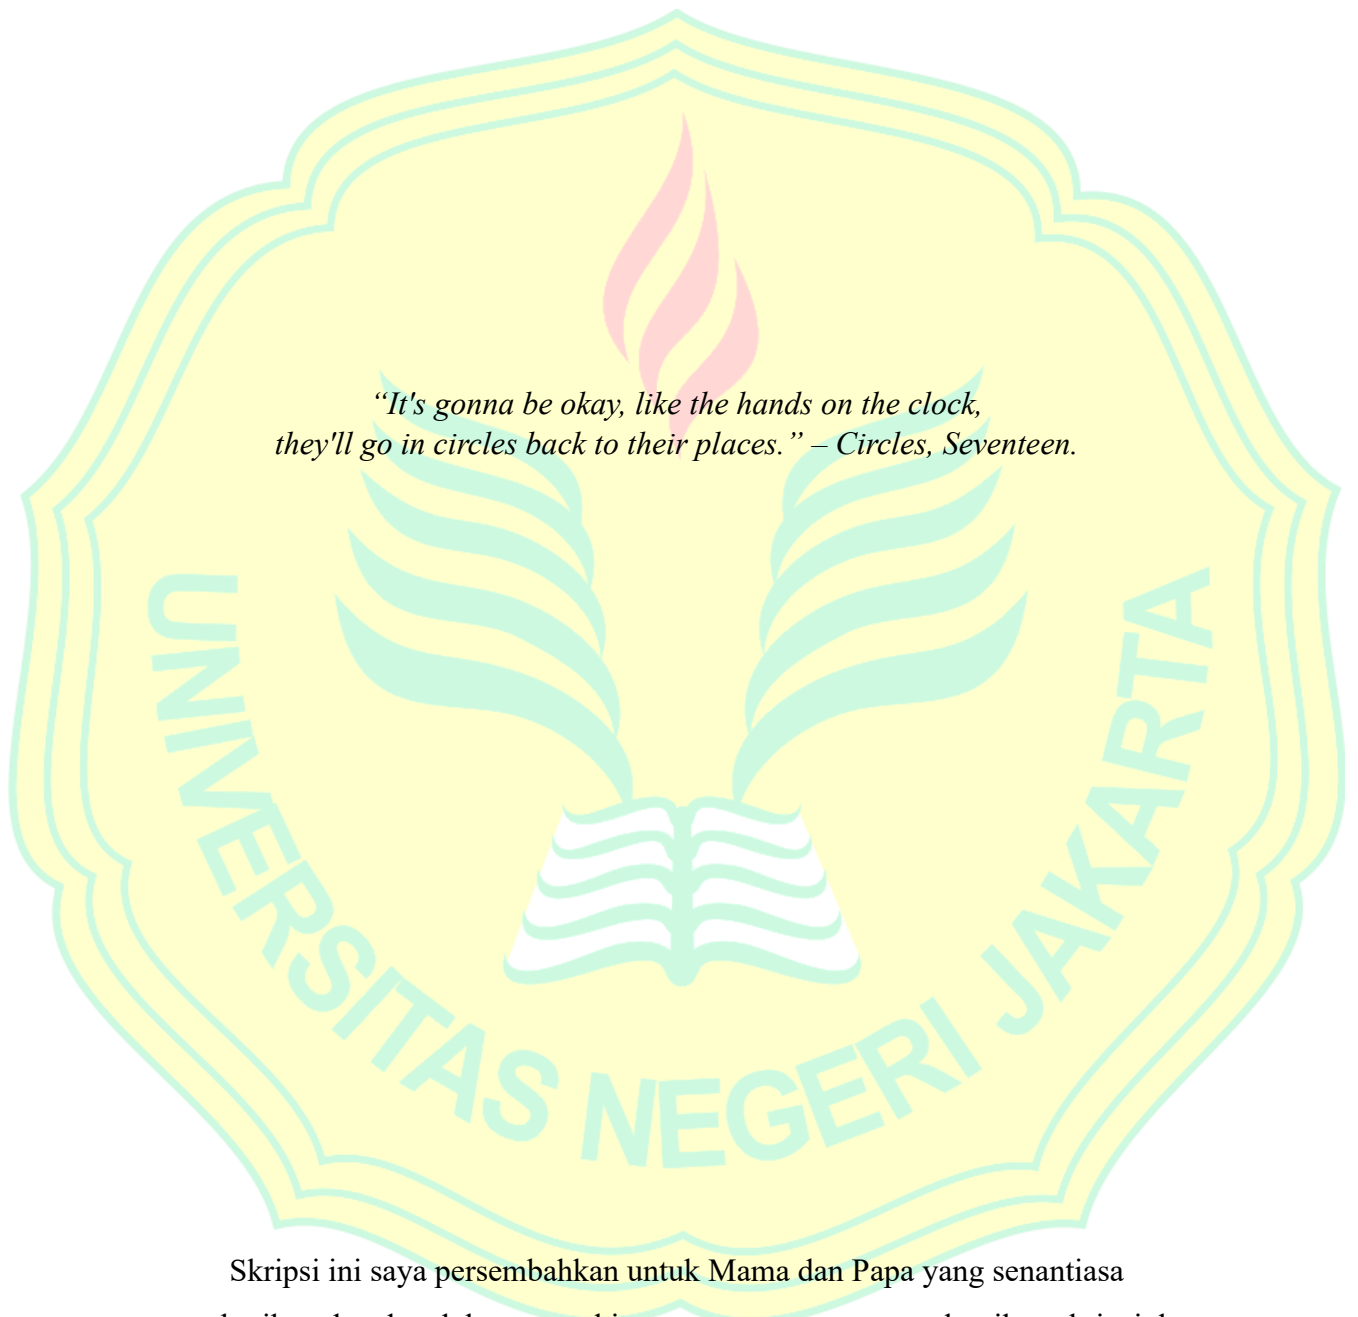 “It's gonna be okay, like the hands on the clock,
they'll go in circles back to their places.” – Circles, Seventeen.
UNIVERSITAS NEGERI JAKARTA
Skripsi ini saya persembahkan untuk Mama dan Papa yang senantiasa